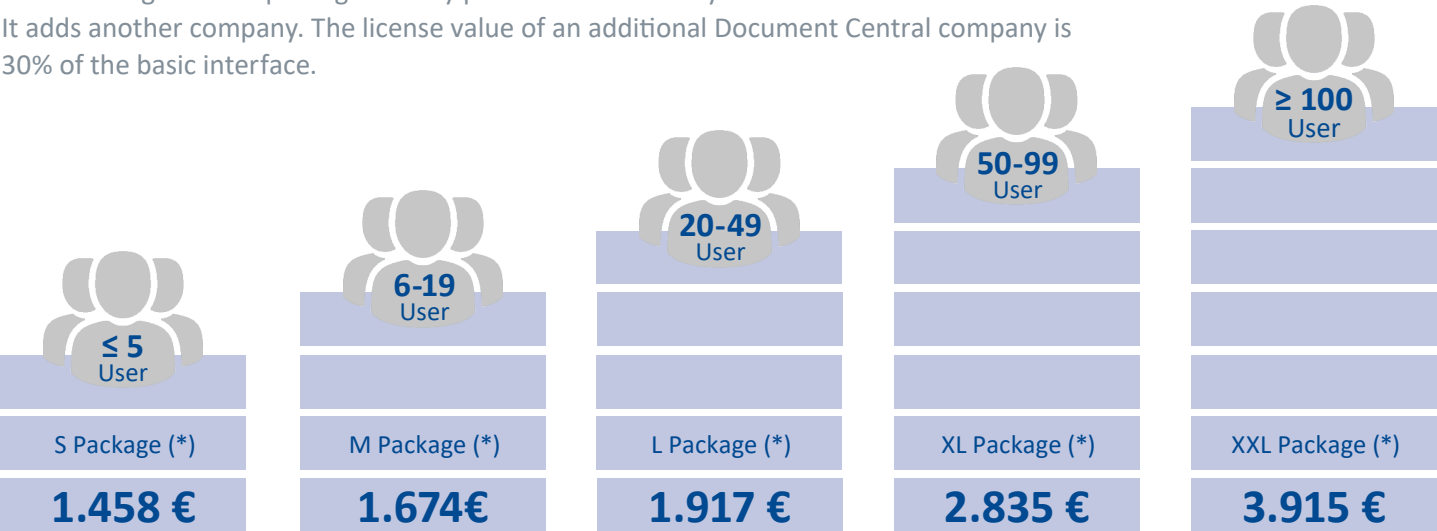 It adds another company. The license value of an additional Document Central company is
30% of the basic interface.
≥ 100
User
50-99
User
20-49
User
6-19
User
≤ 5
User
S Package (*)
M Package (*)
L Package (*)
XL Package (*)
XXL Package (*)
1.458 €
1.674€
1.917 €
2.835 €
3.915 €